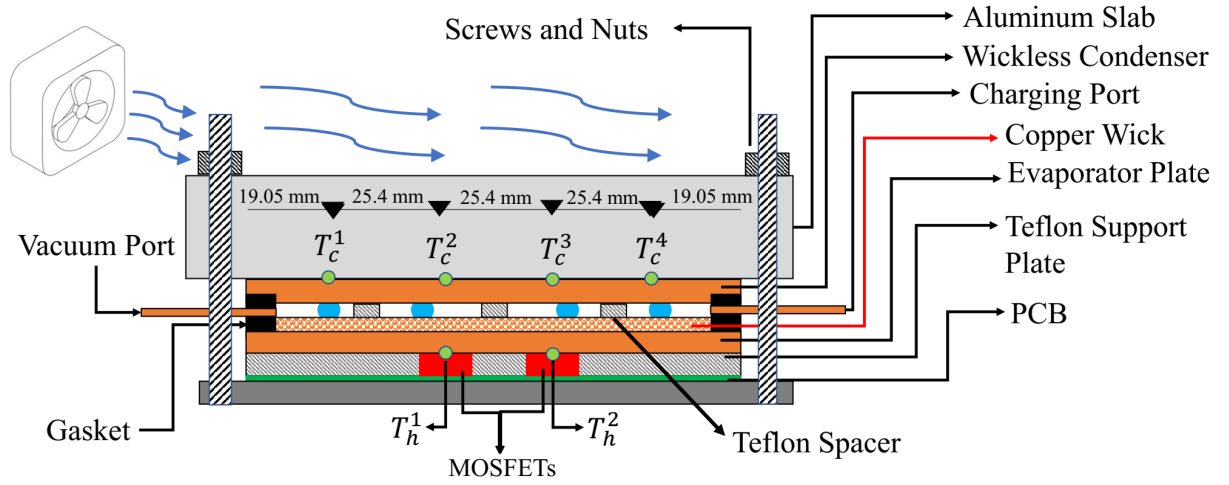 Screws and Nuts
Aluminum Slab
Wickless Condenser
Charging Port
Copper Wick
Evaporator Plate
Teflon Support
Plate
PCB
19.05 mm 25.4 mm 25.4 mm 25.4 mm 19.05 mm
Vacuum Port
T_c^1 T_c^2 T_c^3 T_c^4
Gasket
T_h^1 T_h^2
MOSFETs
Teflon Spacer